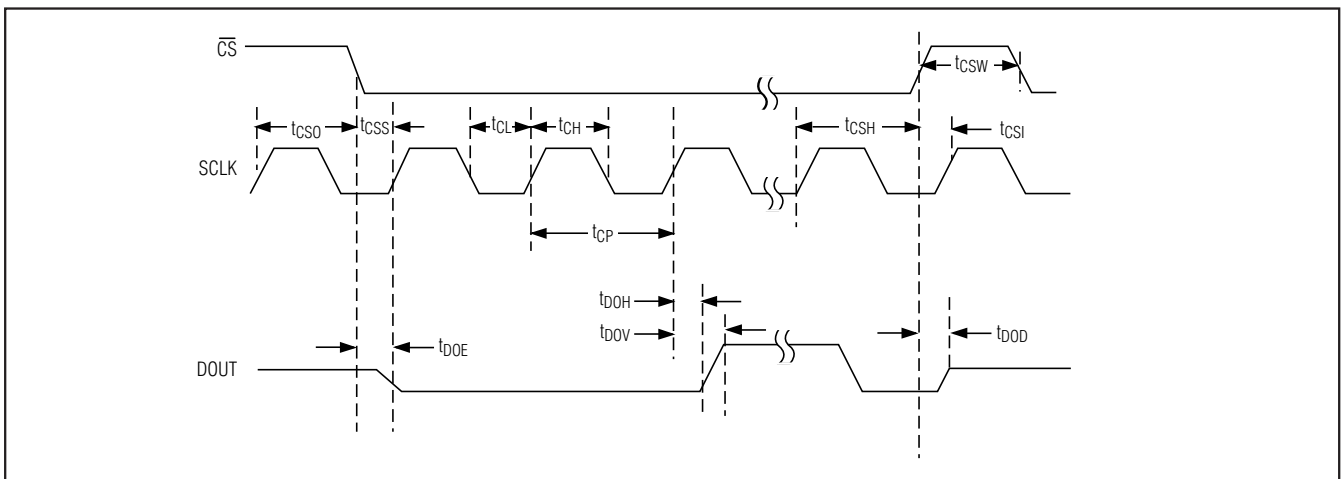 CS
tCSW
tCSO
tCSS
tCL
tCH
tCSH
tCSI
SCLK
tCP
tDOH
tDOV
tDOE
tDOD
DOUT